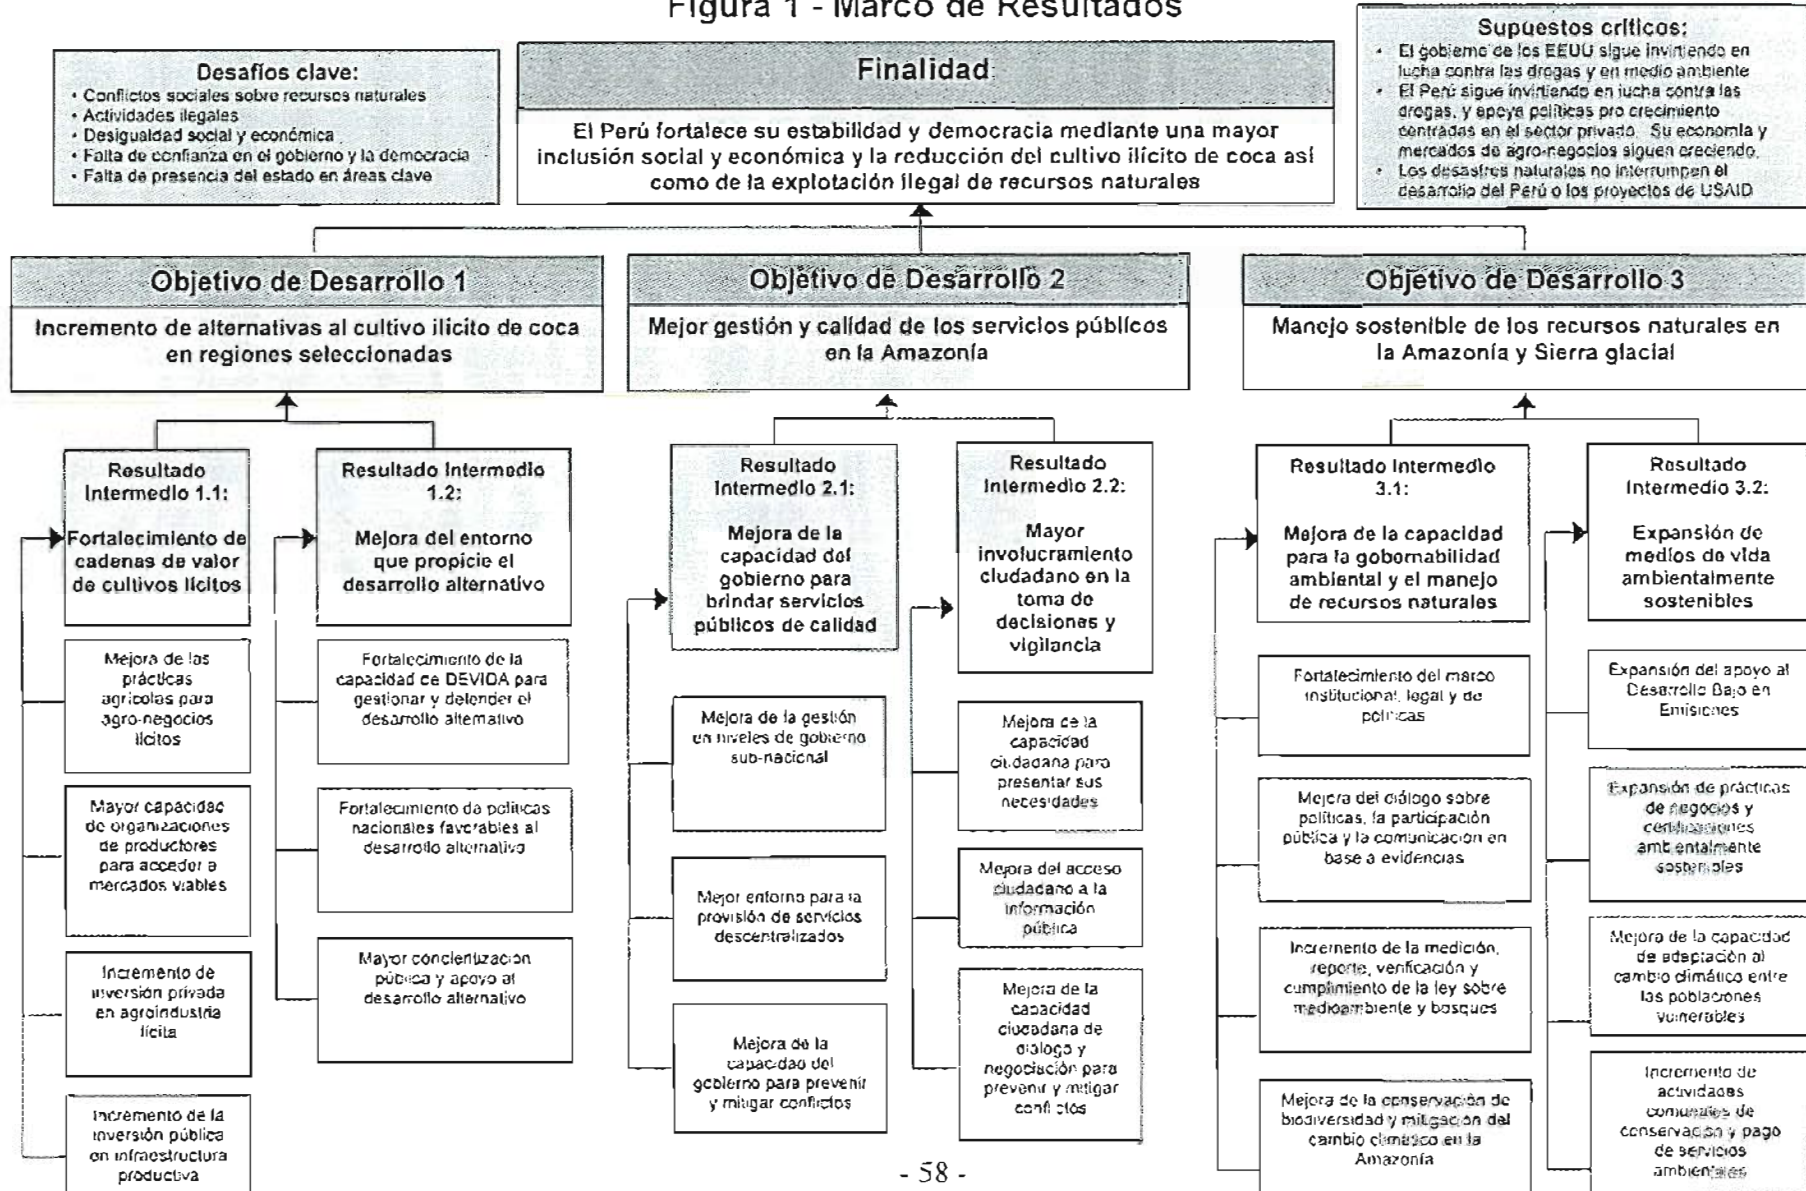 Figura 1 - Marco de Resultados
Desafíos clave:
• Conflictos sociales sobre recursos naturales
• Actividades ilegales
• Desigualdad social y económica
• Falta de confianza en el gobierno y la democracia
• Falta de presencia del estado en áreas clave
Finalidad:
El Perú fortalece su estabilidad y democracia mediante una mayor
inclusión social y económica y la reducción del cultivo ilícito de coca así
como de la explotación ilegal de recursos naturales
Supuestos críticos:
• El gobierno de los EEUU sigue invirtiendo en
lucha contra las drogas y en medio ambiente
• El Perú sigue invirtiendo en lucha contra las
drogas, y apoya políticas pro crecimiento
centradas en el sector privado. Su economía y
mercados de agro-negocios siguen creciendo.
• Los desastres naturales no interrumpen el
desarrollo del Perú o los proyectos de USAID
Objetivo de Desarrollo 1
Incremento de alternativas al cultivo ilícito de coca
en regiones seleccionadas
Objetivo de Desarrollo 2
Mejor gestión y calidad de los servicios públicos
en la Amazonía
Objetivo de Desarrollo 3
Manejo sostenible de los recursos naturales en
la Amazonía y Sierra glacial
Resultado
Intermedio 1.1:
Fortalecimiento de
cadenas de valor
de cultivos lícitos
Mejora de las
prácticas
agrícolas para
agro-negocios
lícitos
Mayor capacidad
de organizaciones
de productores
para acceder a
mercados viables
Incremento de
inversión privada
en agroindustria
lícita
Incremento de la
inversión pública
en infraestructura
productiva
Resultado Intermedio
1.2:
Mejora del entorno
que propicie el
desarrollo alternativo
Fortalecimiento de la
capacidad de DEVIDA para
gestionar y defender el
desarrollo alternativo
Fortalecimiento de políticas
nacionales favorables al
desarrollo alternativo
Mayor concientización
pública y apoyo al
desarrollo alternativo
Resultado
Intermedio 2.1:
Mejora de la
capacidad del
gobierno para
brindar servicios
públicos de calidad
Mejora de la gestión
en niveles de gobierno
sub-nacional
Mejor entorno para la
provisión de servicios
descentralizados
Mejora de la
capacidad del
gobierno para prevenir
y mitigar conflictos
Resultado
Intermedio 2.2:
Mayor
involucramiento
ciudadano en la
toma de
decisiones y
vigilancia
Mejora de la
capacidad
ciudadana para
presentar sus
necesidades
Mejora del acceso
ciudadano a la
información
pública
Mejora de la
capacidad
ciudadana de
diálogo y
negociación para
prevenir y mitigar
conflictos
Resultado Intermedio
3.1:
Mejora de la capacidad
para la gobernabilidad
ambiental y el manejo
de recursos naturales
Fortalecimiento del marco
institucional, legal y de
políticas
Mejora del diálogo sobre
políticas, la participación
pública y la comunicación en
base a evidencias
Incremento de la medición,
reporte, verificación y
cumplimiento de la ley sobre
medioambiente y bosques
Mejora de la conservación de
biodiversidad y mitigación del
cambio climático en la
Amazonía
Resultado
Intermedio 3.2:
Expansión de
medios de vida
ambientalmente
sostenibles
Expansión del apoyo al
Desarrollo Bajo en
Emisiones
Expansión de prácticas
de negocios y
certificaciones
ambientalmente
sostenibles
Mejora de la capacidad
de adaptación al
cambio climático entre
las poblaciones
vulnerables
Incremento de
actividades
comunales de
conservación y pago
de servicios
ambientales
- 58 -